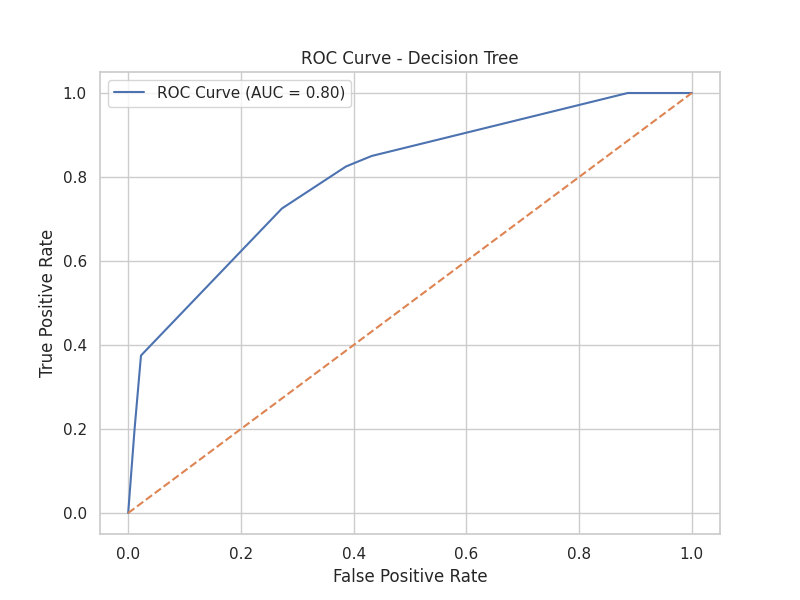 ROC Curve - Decision Tree
ROC Curve (AUC = 0.80)
1.0
0.8
0.6
0.4
0.2
0.0
True Positive Rate
0.0 0.2 0.4 0.6 0.8 1.0
False Positive Rate